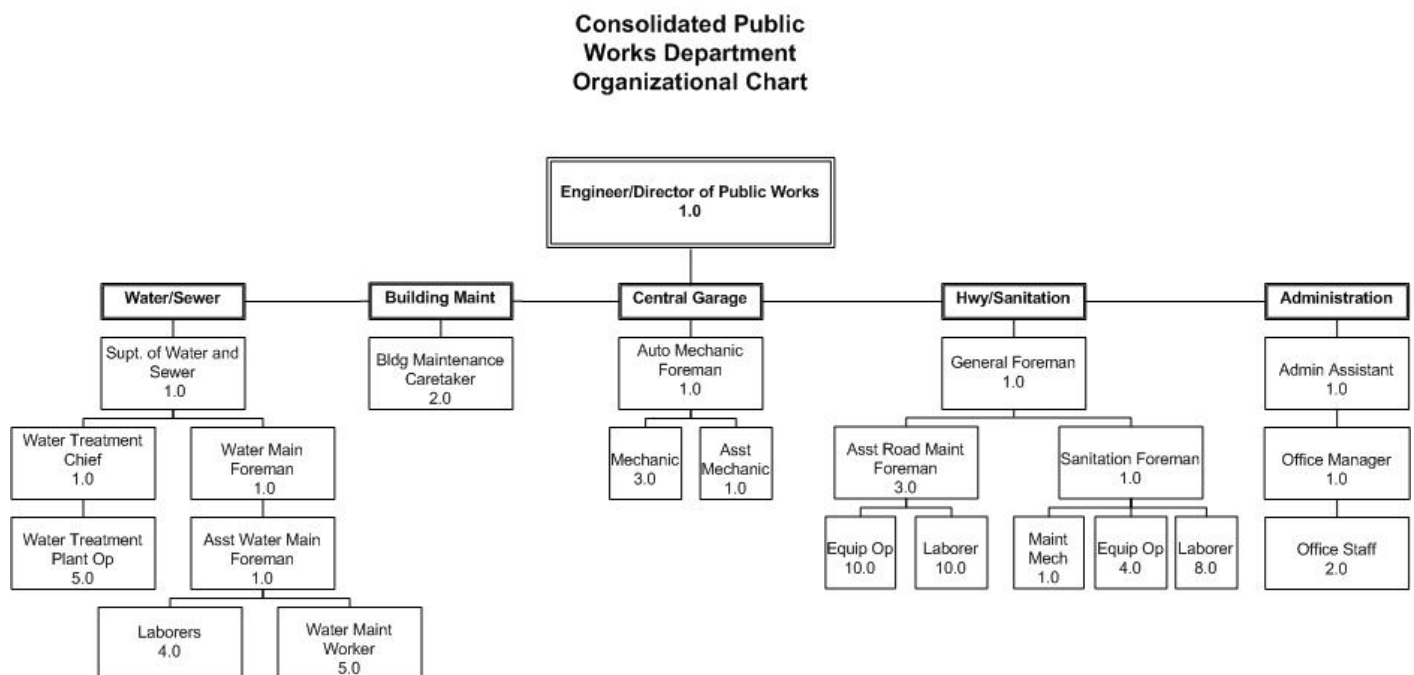 Consolidated Public
Works Department
Organizational Chart
Engineer/Director of Public Works
1.0
Water/Sewer
Building Maint
Central Garage
Hwy/Sanitation
Administration
Supt. of Water and
Sewer
1.0
Bldg Maintenance
Caretaker
2.0
Auto Mechanic
Foreman
1.0
General Foreman
1.0
Admin Assistant
1.0
Water Treatment
Chief
1.0
Water Main
Foreman
1.0
Mechanic
3.0
Asst
Mechanic
1.0
Asst Road Maint
Foreman
3.0
Sanitation Foreman
1.0
Office Manager
1.0
Water Treatment
Plant Op
5.0
Asst Water Main
Foreman
1.0
Equip Op
10.0
Laborer
10.0
Maint
Mech
1.0
Equip Op
4.0
Laborer
8.0
Office Staff
2.0
Laborers
4.0
Water Maint
Worker
5.0